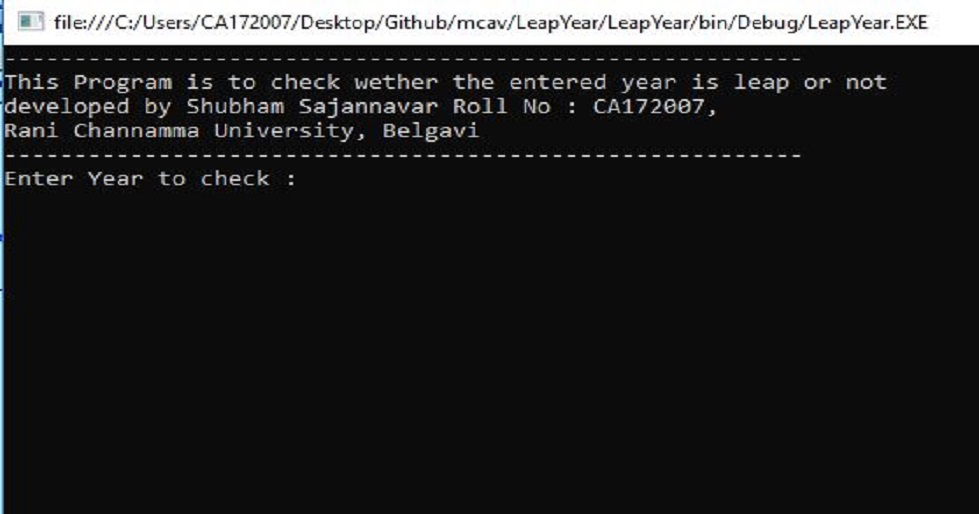 file:///C:/Users/CA172007/Desktop/Github/mcav/LeapYear/LeapYear/bin/Debug/LeapYear.EXE
---------------------------------------------------------
This Program is to check wether the entered year is leap or not
developed by Shubham Sajannavar Roll No : CA172007,
Rani Channamma University, Belgavi
---------------------------------------------------------
Enter Year to check :